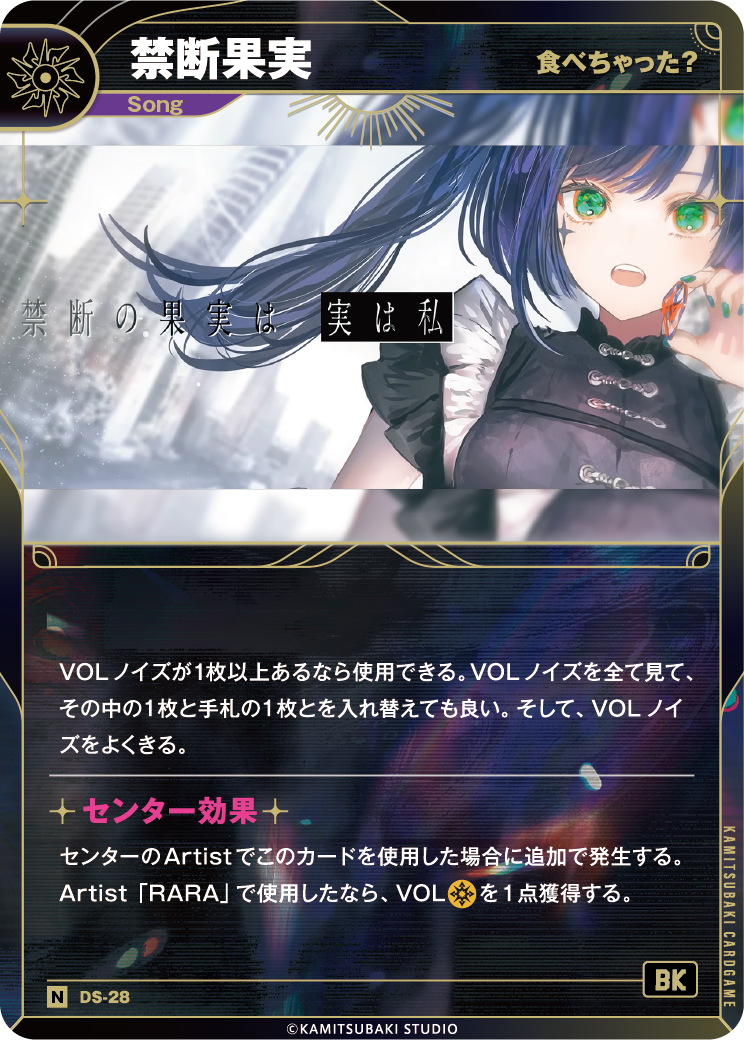 禁断果実
食べちゃった?
Song
禁断の果実は 実は私
VOLノイズが1枚以上あるなら使用できる。VOLノイズを全て見て、
その中の1枚と手札の1枚とを入れ替えても良い。そして、VOLノイ
ズをよくきる。
センター効果
センターのArtistでこのカードを使用した場合に追加で発生する。
Artist「RARA」で使用したなら、VOLを1点獲得する。
KAMITSUBAKI CARDGAME
BK
N DS-28
©KAMITSUBAKI STUDIO